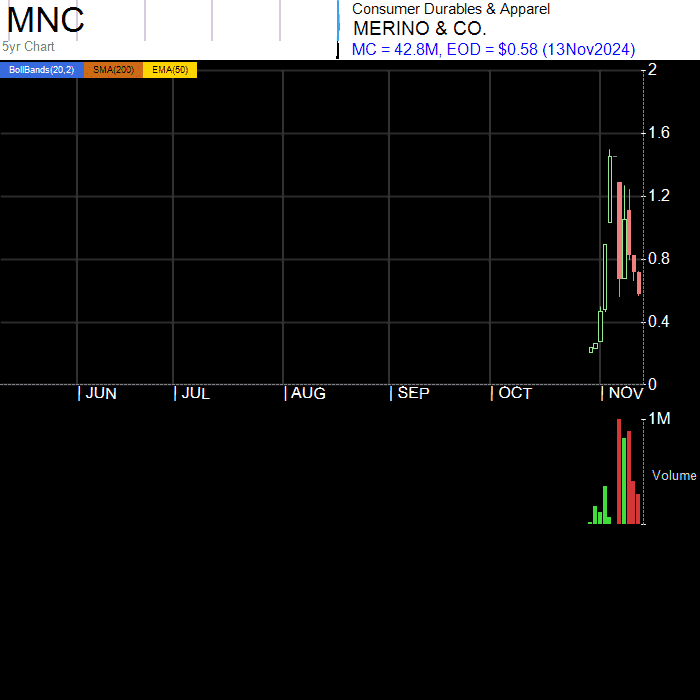 MNC
5yr Chart
Consumer Durables & Apparel
MERINO & CO.
MC = 42.8M, EOD = $0.58 (13Nov2024)
BollBands(20,2) SMA(200) EMA(50)
2
1.6
1.2
0.8
0.4
0
| JUN | JUL | AUG | SEP | OCT | NOV
1M
Volume